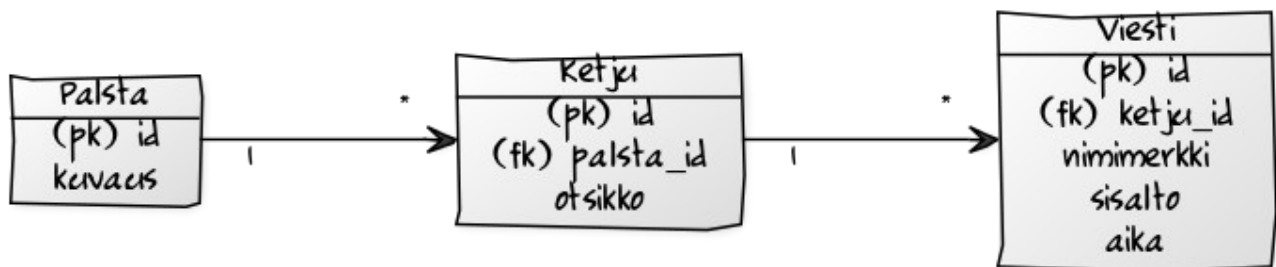 Palsta
(pk) id
kuvaus
1
*
Ketju
(pk) id
(fk) palsta_id
otsikko
1
*
Viesti
(pk) id
(fk) ketju_id
nimimerkki
sisalto
aika